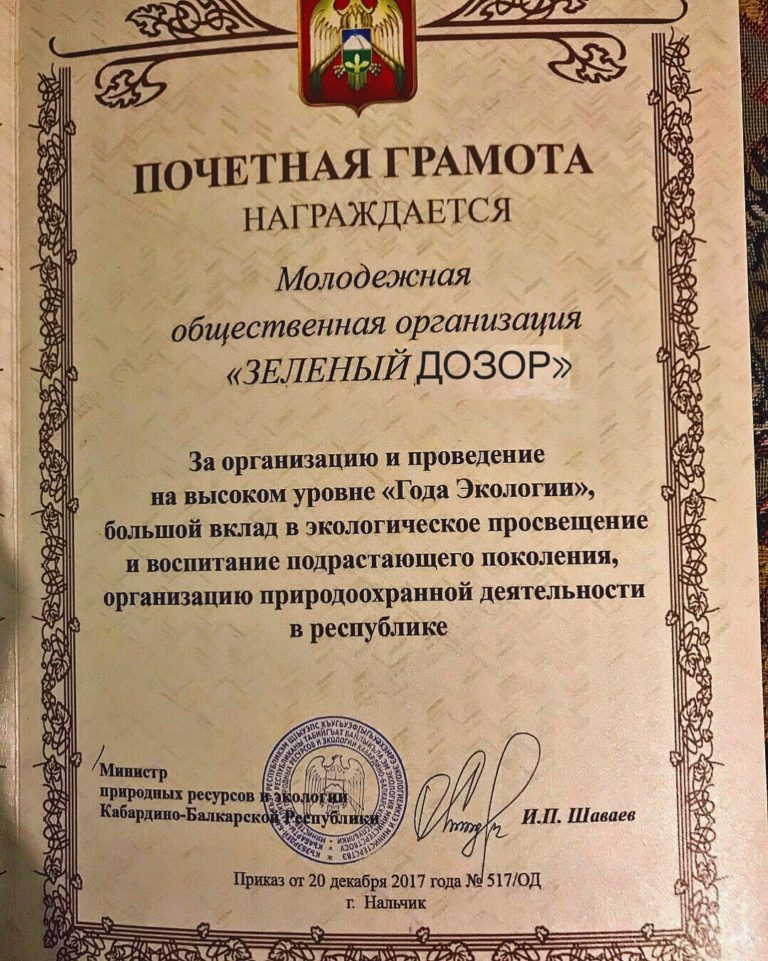 ПОЧЕТНАЯ ГРАМОТА
НАГРАЖДАЕТСЯ
Молодежная
общественная организация
«ЗЕЛЕНЫЙ ДОЗОР»
За организацию и проведение
на высоком уровне «Года Экологии»,
большой вклад в экологическое просвещение
и воспитание подрастающего поколения,
организацию природоохранной деятельности
в республике
Министр
природных ресурсов и экологии
Кабардино-Балкарской Республики
И.П. Шаваев
Приказ от 20 декабря 2017 года № 517/ОД
г. Нальчик